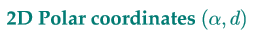 2D Polar coordinates (α, d)